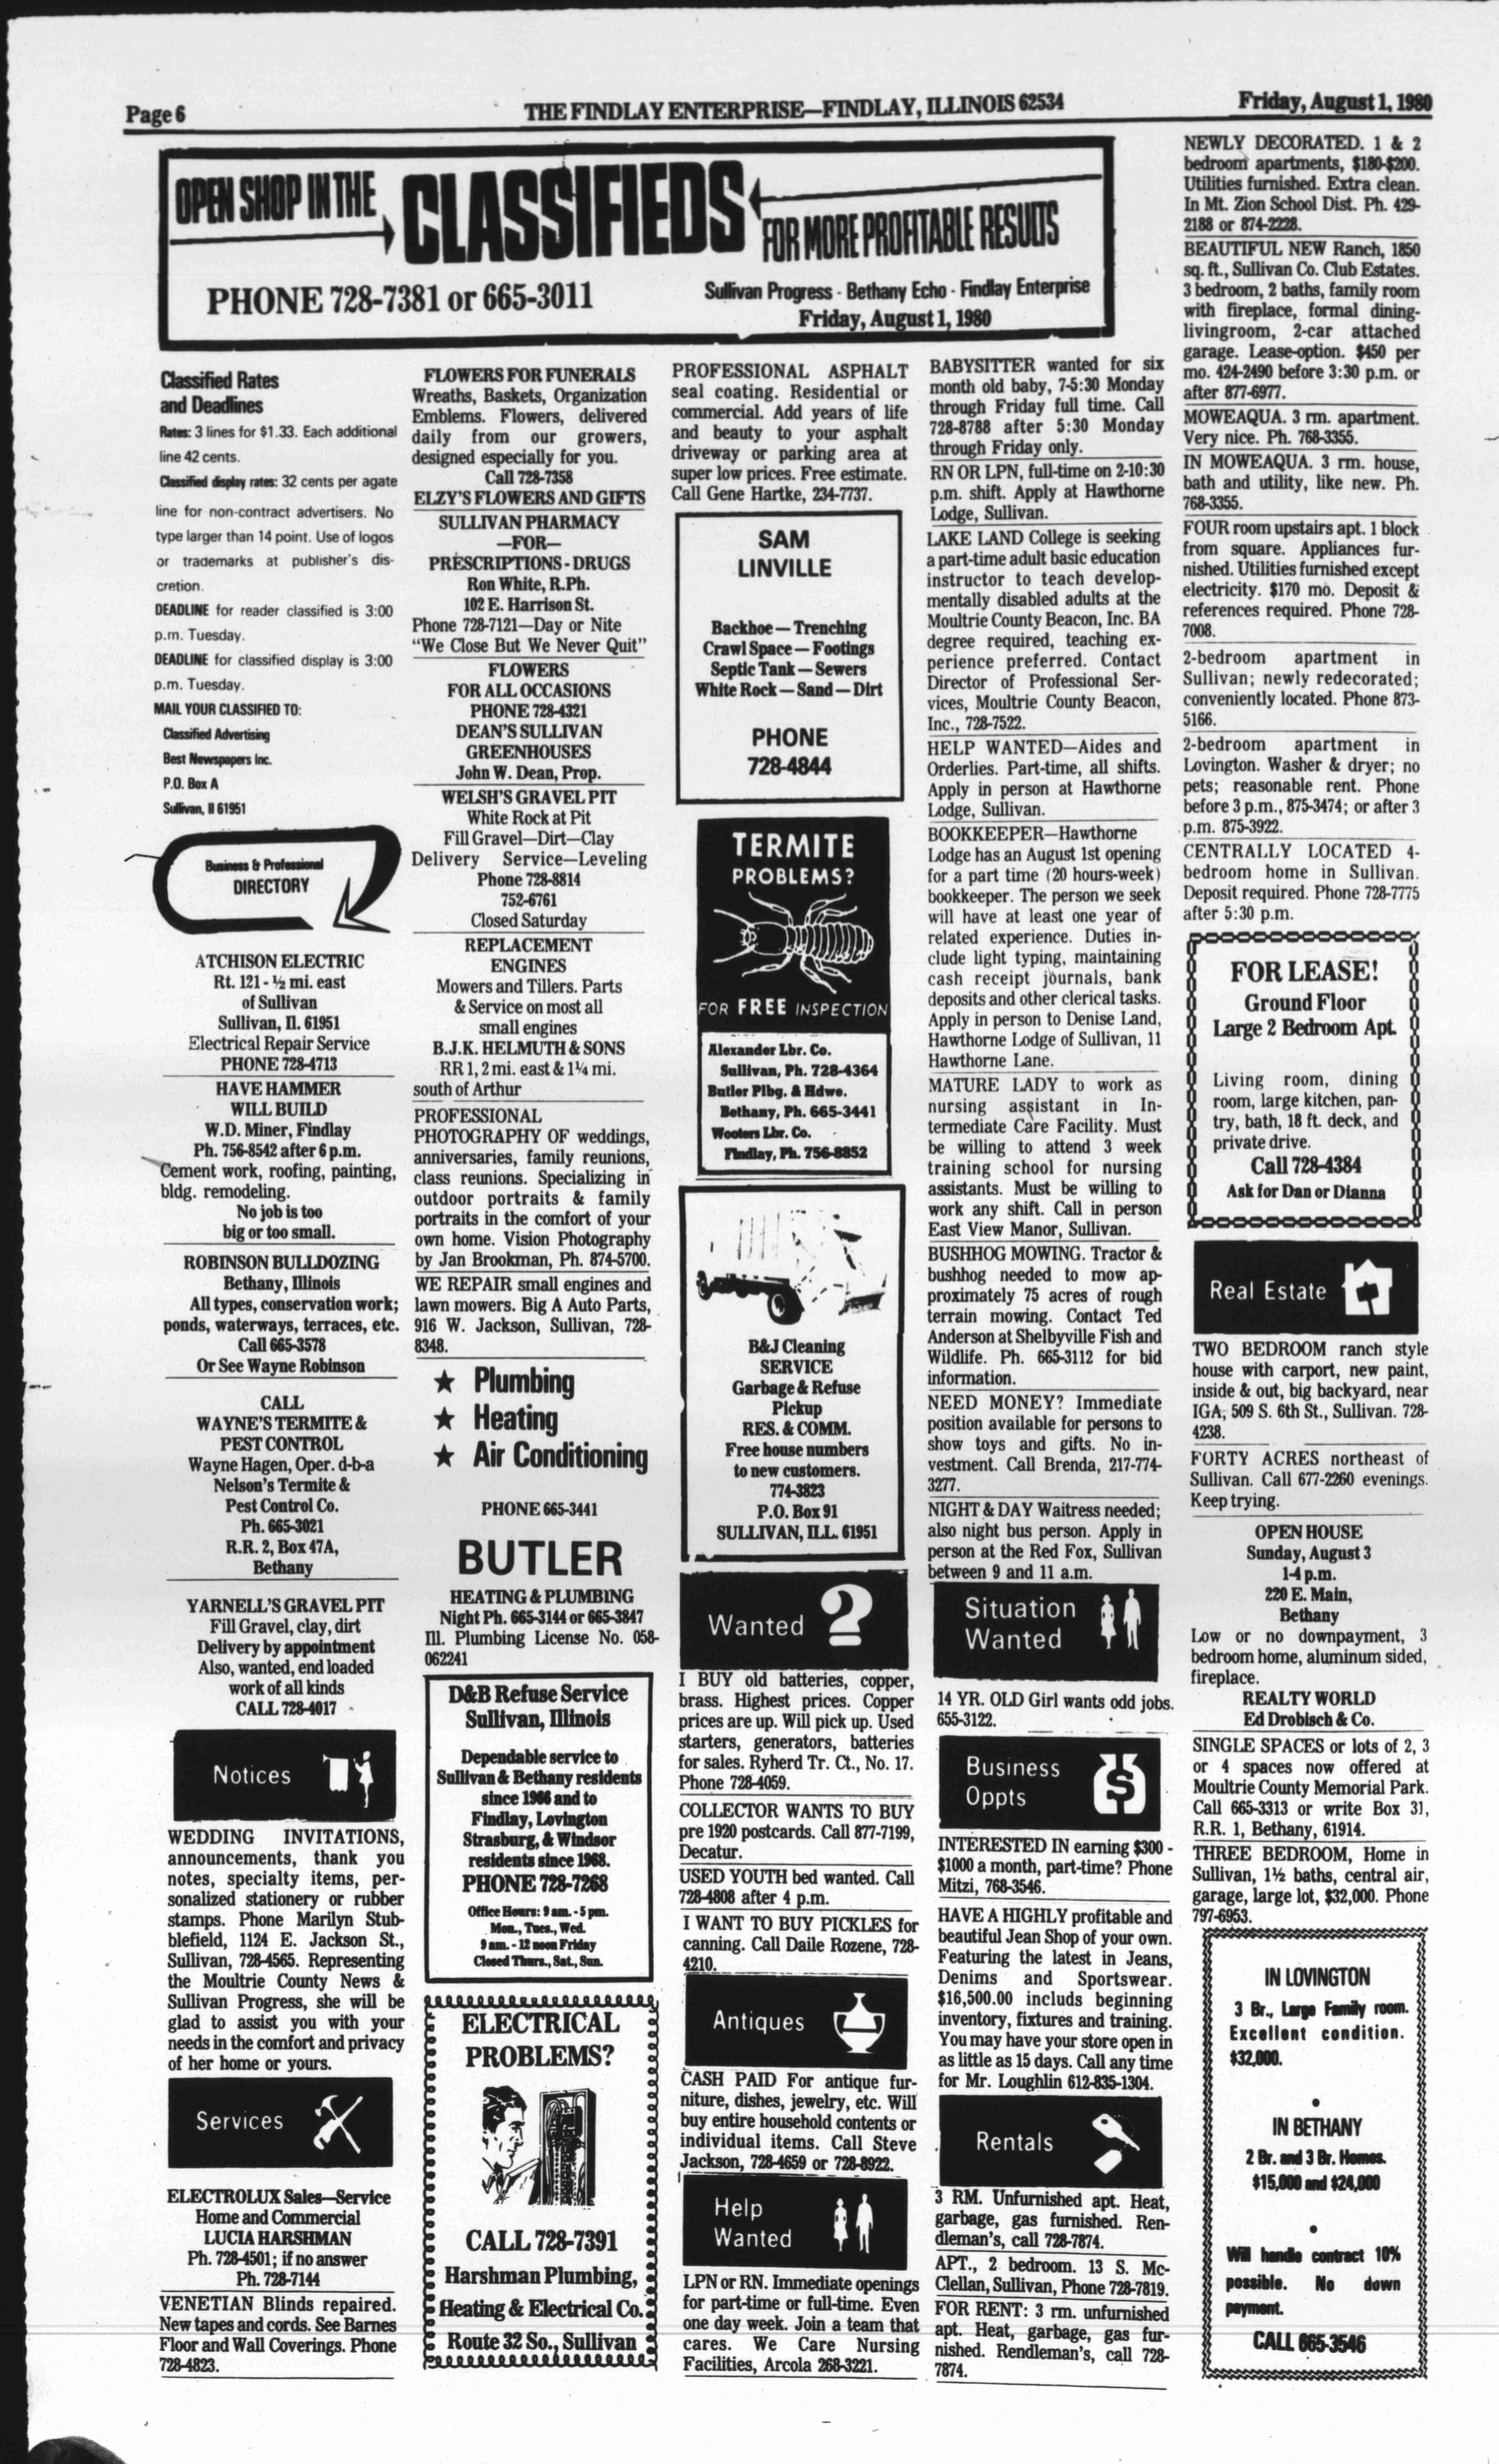 Page 6
THE FINDLAY ENTERPRISE—FINDLAY, ILLINOIS 62534
Friday, August 1, 1980
OPEN SHOP IN THE
CLASSIFIEDS
FOR MORE PROFITABLE RESULTS
PHONE 728-7381 or 665-3011
Sullivan Progress - Bethany Echo - Findlay Enterprise
Friday, August 1, 1980
Classified Rates
and Deadlines
Rates: 3 lines for $1.33. Each additional
line 42 cents.
Classified display rates: 32 cents per agate
line for non-contract advertisers. No
type larger than 14 point. Use of logos
or trademarks at publisher's dis-
cretion.
DEADLINE for reader classified is 3:00
p.m. Tuesday.
DEADLINE for classified display is 3:00
p.m. Tuesday.
MAIL YOUR CLASSIFIED TO:
Classified Advertising
Best Newspapers Inc.
P.O. Box A
Sullivan, Il 61951
Business & Professional
DIRECTORY
ATCHISON ELECTRIC
Rt. 121 - ½ mi. east
of Sullivan
Sullivan, Il. 61951
Electrical Repair Service
PHONE 728-4713
HAVE HAMMER
WILL BUILD
W.D. Miner, Findlay
Ph. 756-8542 after 6 p.m.
Cement work, roofing, painting,
bldg. remodeling.
No job is too
big or too small.
ROBINSON BULLDOZING
Bethany, Illinois
All types, conservation work;
ponds, waterways, terraces, etc.
Call 665-3578
Or See Wayne Robinson
CALL
WAYNE'S TERMITE &
PEST CONTROL
Wayne Hagen, Oper. d-b-a
Nelson's Termite &
Pest Control Co.
Ph. 665-3021
R.R. 2, Box 47A,
Bethany
YARNELL'S GRAVEL PIT
Fill Gravel, clay, dirt
Delivery by appointment
Also, wanted, end loaded
work of all kinds
CALL 728-4017
Notices
WEDDING INVITATIONS,
announcements, thank you
notes, specialty items, per-
sonalized stationery or rubber
stamps. Phone Marilyn Stub-
blefield, 1124 E. Jackson St.,
Sullivan, 728-4565. Representing
the Moultrie County News &
Sullivan Progress, she will be
glad to assist you with your
needs in the comfort and privacy
of her home or yours.
Services
ELECTROLUX Sales—Service
Home and Commercial
LUCIA HARSHMAN
Ph. 728-4501; if no answer
Ph. 728-7144
VENETIAN Blinds repaired.
New tapes and cords. See Barnes
Floor and Wall Coverings. Phone
728-4823.
FLOWERS FOR FUNERALS
Wreaths, Baskets, Organization
Emblems. Flowers, delivered
daily from our growers,
designed especially for you.
Call 728-7358
ELZY'S FLOWERS AND GIFTS
SULLIVAN PHARMACY
—FOR—
PRESCRIPTIONS - DRUGS
Ron White, R.Ph.
102 E. Harrison St.
Phone 728-7121—Day or Nite
"We Close But We Never Quit"
FLOWERS
FOR ALL OCCASIONS
PHONE 728-4321
DEAN'S SULLIVAN
GREENHOUSES
John W. Dean, Prop.
WELSH'S GRAVEL PIT
White Rock at Pit
Fill Gravel—Dirt—Clay
Delivery Service—Leveling
Phone 728-8814
752-6761
Closed Saturday
REPLACEMENT
ENGINES
Mowers and Tillers. Parts
& Service on most all
small engines
B.J.K. HELMUTH & SONS
RR 1, 2 mi. east & 1¼ mi.
south of Arthur
PROFESSIONAL
PHOTOGRAPHY OF weddings,
anniversaries, family reunions,
class reunions. Specializing in
outdoor portraits & family
portraits in the comfort of your
own home. Vision Photography
by Jan Brookman, Ph. 874-5700.
WE REPAIR small engines and
lawn mowers. Big A Auto Parts,
916 W. Jackson, Sullivan, 728-
8348.
★ Plumbing
★ Heating
★ Air Conditioning
PHONE 665-3441
BUTLER
HEATING & PLUMBING
Night Ph. 665-3144 or 665-3847
Ill. Plumbing License No. 058-
062241
D&B Refuse Service
Sullivan, Illinois
Dependable service to
Sullivan & Bethany residents
since 1966 and to
Findlay, Lovington
Strasburg, & Windsor
residents since 1968.
PHONE 728-7268
Office Hours: 9 am. - 5 pm.
Mon., Tues., Wed.
9 am. - 12 noon Friday
Closed Thurs., Sat., Sun.
ELECTRICAL
PROBLEMS?
CALL 728-7391
Harshman Plumbing,
Heating & Electrical Co.
Route 32 So., Sullivan
PROFESSIONAL ASPHALT
seal coating. Residential or
commercial. Add years of life
and beauty to your asphalt
driveway or parking area at
super low prices. Free estimate.
Call Gene Hartke, 234-7737.
SAM
LINVILLE
Backhoe — Trenching
Crawl Space — Footings
Septic Tank — Sewers
White Rock — Sand — Dirt
PHONE
728-4844
TERMITE
PROBLEMS?
FOR FREE INSPECTION
Alexander Lbr. Co.
Sullivan, Ph. 728-4364
Butler Plbg. & Hdwe.
Bethany, Ph. 665-3441
Wooters Lbr. Co.
Findlay, Ph. 756-8852
B&J Cleaning
SERVICE
Garbage & Refuse
Pickup
RES. & COMM.
Free house numbers
to new customers.
774-3823
P.O. Box 91
SULLIVAN, ILL. 61951
Wanted ?
I BUY old batteries, copper,
brass. Highest prices. Copper
prices are up. Will pick up. Used
starters, generators, batteries
for sales. Ryherd Tr. Ct., No. 17.
Phone 728-4059.
COLLECTOR WANTS TO BUY
pre 1920 postcards. Call 877-7199,
Decatur.
USED YOUTH bed wanted. Call
728-4808 after 4 p.m.
I WANT TO BUY PICKLES for
canning. Call Daile Rozene, 728-
4210.
Antiques
CASH PAID For antique fur-
niture, dishes, jewelry, etc. Will
buy entire household contents or
individual items. Call Steve
Jackson, 728-4659 or 728-8922.
Help
Wanted
LPN or RN. Immediate openings
for part-time or full-time. Even
one day week. Join a team that
cares. We Care Nursing
Facilities, Arcola 268-3221.
BABYSITTER wanted for six
month old baby, 7-5:30 Monday
through Friday full time. Call
728-8788 after 5:30 Monday
through Friday only.
RN OR LPN, full-time on 2-10:30
p.m. shift. Apply at Hawthorne
Lodge, Sullivan.
LAKE LAND College is seeking
a part-time adult basic education
instructor to teach develop-
mentally disabled adults at the
Moultrie County Beacon, Inc. BA
degree required, teaching ex-
perience preferred. Contact
Director of Professional Ser-
vices, Moultrie County Beacon,
Inc., 728-7522.
HELP WANTED—Aides and
Orderlies. Part-time, all shifts.
Apply in person at Hawthorne
Lodge, Sullivan.
BOOKKEEPER—Hawthorne
Lodge has an August 1st opening
for a part time (20 hours-week)
bookkeeper. The person we seek
will have at least one year of
related experience. Duties in-
clude light typing, maintaining
cash receipt journals, bank
deposits and other clerical tasks.
Apply in person to Denise Land,
Hawthorne Lodge of Sullivan, 11
Hawthorne Lane.
MATURE LADY to work as
nursing assistant in In-
termediate Care Facility. Must
be willing to attend 3 week
training school for nursing
assistants. Must be willing to
work any shift. Call in person
East View Manor, Sullivan.
BUSHHOG MOWING. Tractor &
bushhog needed to mow ap-
proximately 75 acres of rough
terrain mowing. Contact Ted
Anderson at Shelbyville Fish and
Wildlife. Ph. 665-3112 for bid
information.
NEED MONEY? Immediate
position available for persons to
show toys and gifts. No in-
vestment. Call Brenda, 217-774-
3277.
NIGHT & DAY Waitress needed;
also night bus person. Apply in
person at the Red Fox, Sullivan
between 9 and 11 a.m.
Situation
Wanted
14 YR. OLD Girl wants odd jobs.
655-3122.
Business
Oppts
$
INTERESTED IN earning $300 -
$1000 a month, part-time? Phone
Mitzi, 768-3546.
HAVE A HIGHLY profitable and
beautiful Jean Shop of your own.
Featuring the latest in Jeans,
Denims and Sportswear.
$16,500.00 includs beginning
inventory, fixtures and training.
You may have your store open in
as little as 15 days. Call any time
for Mr. Loughlin 612-835-1304.
Rentals
3 RM. Unfurnished apt. Heat,
garbage, gas furnished. Ren-
dleman's, call 728-7874.
APT., 2 bedroom. 13 S. Mc-
Clellan, Sullivan, Phone 728-7819.
FOR RENT: 3 rm. unfurnished
apt. Heat, garbage, gas fur-
nished. Rendleman's, call 728-
7874.
NEWLY DECORATED. 1 & 2
bedroom apartments, $180-$200.
Utilities furnished. Extra clean.
In Mt. Zion School Dist. Ph. 429-
2188 or 874-2228.
BEAUTIFUL NEW Ranch, 1850
sq. ft., Sullivan Co. Club Estates.
3 bedroom, 2 baths, family room
with fireplace, formal dining-
livingroom, 2-car attached
garage. Lease-option. $450 per
mo. 424-2490 before 3:30 p.m. or
after 877-6977.
MOWEAQUA. 3 rm. apartment.
Very nice. Ph. 768-3355.
IN MOWEAQUA. 3 rm. house,
bath and utility, like new. Ph.
768-3355.
FOUR room upstairs apt. 1 block
from square. Appliances fur-
nished. Utilities furnished except
electricity. $170 mo. Deposit &
references required. Phone 728-
7008.
2-bedroom apartment in
Sullivan; newly redecorated;
conveniently located. Phone 873-
5166.
2-bedroom apartment in
Lovington. Washer & dryer; no
pets; reasonable rent. Phone
before 3 p.m., 875-3474; or after 3
p.m. 875-3922.
CENTRALLY LOCATED 4-
bedroom home in Sullivan.
Deposit required. Phone 728-7775
after 5:30 p.m.
FOR LEASE!
Ground Floor
Large 2 Bedroom Apt.
Living room, dining
room, large kitchen, pan-
try, bath, 18 ft. deck, and
private drive.
Call 728-4384
Ask for Dan or Dianna
Real Estate
TWO BEDROOM ranch style
house with carport, new paint,
inside & out, big backyard, near
IGA, 509 S. 6th St., Sullivan. 728-
4238.
FORTY ACRES northeast of
Sullivan. Call 677-2260 evenings.
Keep trying.
OPEN HOUSE
Sunday, August 3
1-4 p.m.
220 E. Main,
Bethany
Low or no downpayment, 3
bedroom home, aluminum sided,
fireplace.
REALTY WORLD
Ed Drobisch & Co.
SINGLE SPACES or lots of 2, 3
or 4 spaces now offered at
Moultrie County Memorial Park.
Call 665-3313 or write Box 31,
R.R. 1, Bethany, 61914.
THREE BEDROOM, Home in
Sullivan, 1½ baths, central air,
garage, large lot, $32,000. Phone
797-6953.
IN LOVINGTON
3 Br., Large Family room.
Excellent condition.
$32,000.
•
IN BETHANY
2 Br. and 3 Br. Homes.
$15,000 and $24,000
•
Will handle contract 10%
possible. No down
payment.
CALL 665-3546